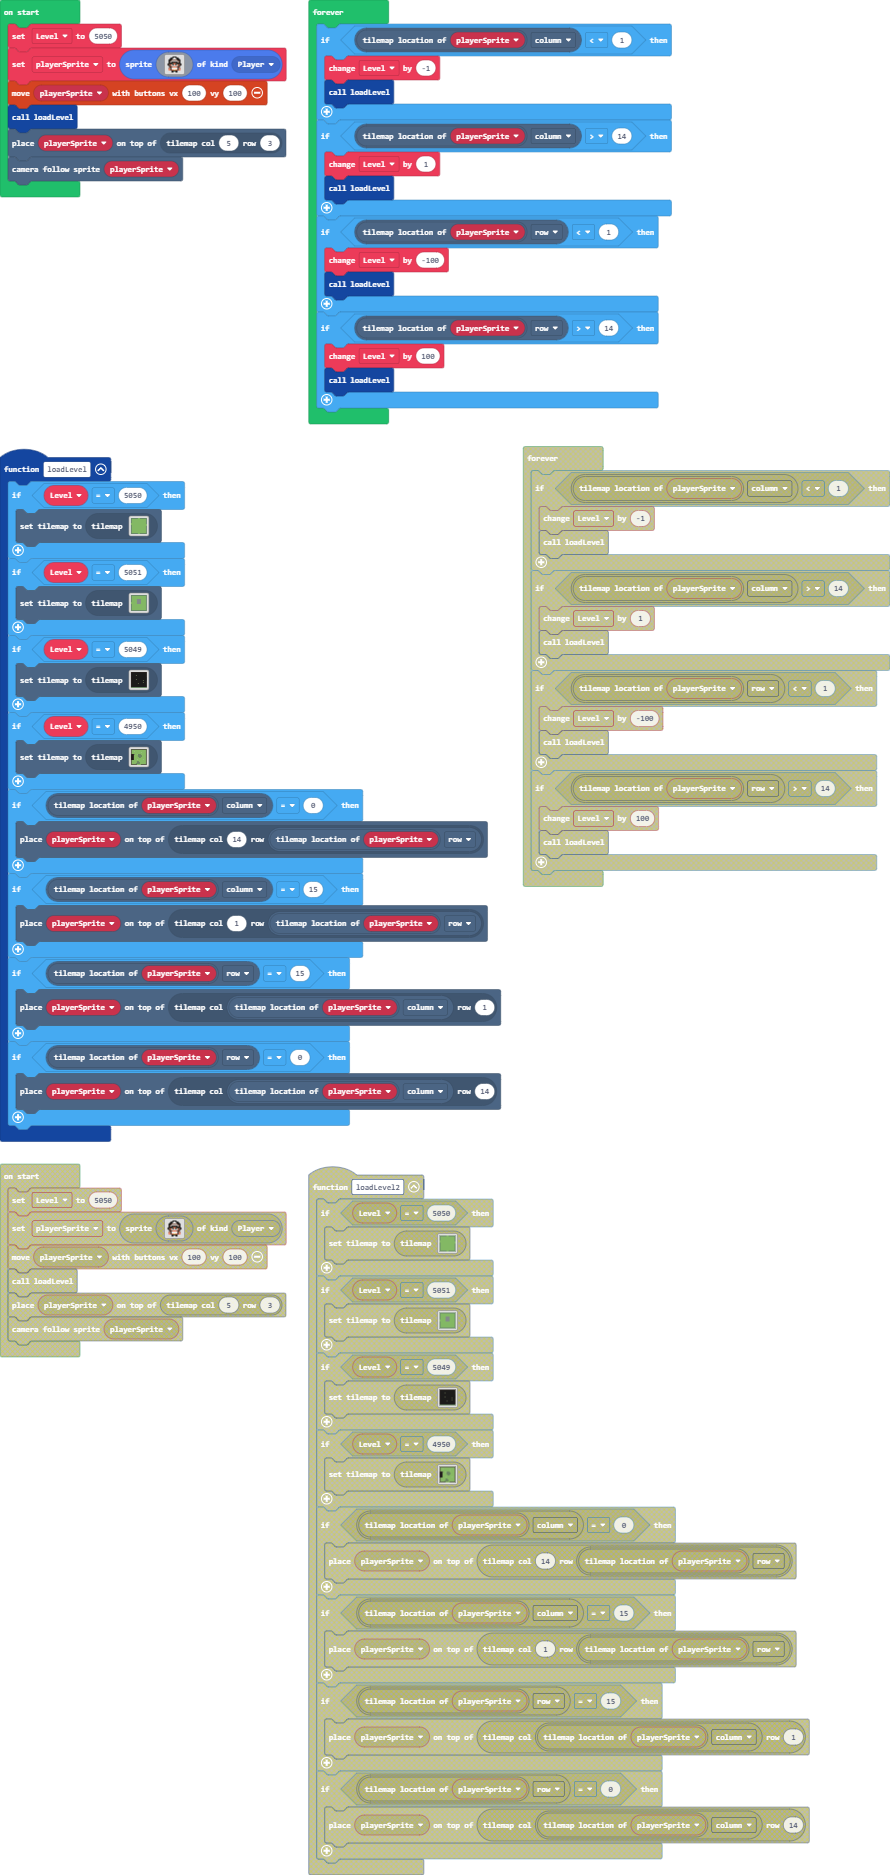 on start
set Level to 5050
set playerSprite to sprite of kind Player
move playerSprite with buttons vx 100 vy 100
call loadLevel
place playerSprite on top of tilemap col 5 row 3
camera follow sprite playerSprite
forever
if tilemap location of playerSprite column < 1 then
change Level by -1
call loadLevel
if tilemap location of playerSprite column > 14 then
change Level by 1
call loadLevel
if tilemap location of playerSprite row < 1 then
change Level by -100
call loadLevel
if tilemap location of playerSprite row > 14 then
change Level by 100
call loadLevel
function loadLevel
if Level = 5050 then
set tilemap to tilemap
if Level = 5051 then
set tilemap to tilemap
if Level = 5049 then
set tilemap to tilemap
if Level = 4950 then
set tilemap to tilemap
if tilemap location of playerSprite column = 0 then
place playerSprite on top of tilemap col 14 row tilemap location of playerSprite row
if tilemap location of playerSprite column = 15 then
place playerSprite on top of tilemap col 1 row tilemap location of playerSprite row
if tilemap location of playerSprite row = 15 then
place playerSprite on top of tilemap col tilemap location of playerSprite column row 1
if tilemap location of playerSprite row = 0 then
place playerSprite on top of tilemap col tilemap location of playerSprite column row 14
forever
if tilemap location of playerSprite column < 1 then
change Level by -1
call loadLevel
if tilemap location of playerSprite column > 14 then
change Level by 1
call loadLevel
if tilemap location of playerSprite row < 1 then
change Level by -100
call loadLevel
if tilemap location of playerSprite row > 14 then
change Level by 100
call loadLevel
on start
set Level to 5050
set playerSprite to sprite of kind Player
move playerSprite with buttons vx 100 vy 100
call loadLevel
place playerSprite on top of tilemap col 5 row 3
camera follow sprite playerSprite
function loadLevel2
if Level = 5050 then
set tilemap to tilemap
if Level = 5051 then
set tilemap to tilemap
if Level = 5049 then
set tilemap to tilemap
if Level = 4950 then
set tilemap to tilemap
if tilemap location of playerSprite column = 0 then
place playerSprite on top of tilemap col 14 row tilemap location of playerSprite row
if tilemap location of playerSprite column = 15 then
place playerSprite on top of tilemap col 1 row tilemap location of playerSprite row
if tilemap location of playerSprite row = 15 then
place playerSprite on top of tilemap col tilemap location of playerSprite column row 1
if tilemap location of playerSprite row = 0 then
place playerSprite on top of tilemap col tilemap location of playerSprite column row 14